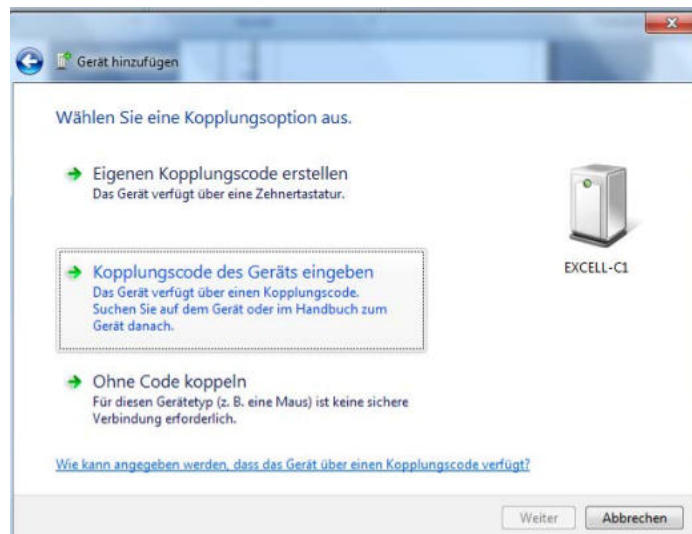 Gerät hinzufügen
Wählen Sie eine Kopplungsoption aus.
Eigenen Kopplungscode erstellen
Das Gerät verfügt über eine Zehnertastatur.
Kopplungscode des Geräts eingeben
Das Gerät verfügt über einen Kopplungscode.
Suchen Sie auf dem Gerät oder im Handbuch zum
Gerät danach.
EXCELL-C1
Ohne Code koppeln
Für diesen Gerätetyp (z. B. eine Maus) ist keine sichere
Verbindung erforderlich.
Wie kann angegeben werden, dass das Gerät über einen Kopplungscode verfügt?
Weiter
Abbrechen